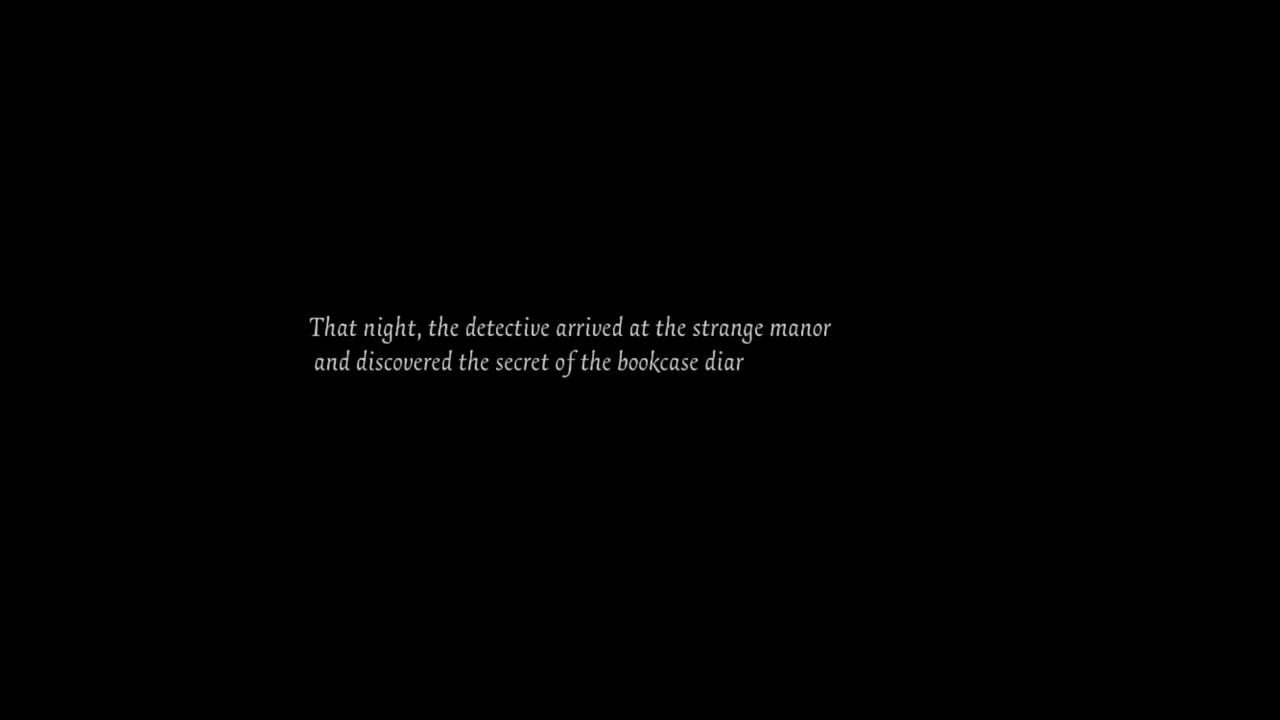 That night, the detective arrived at the strange manor
and discovered the secret of the bookcase diar